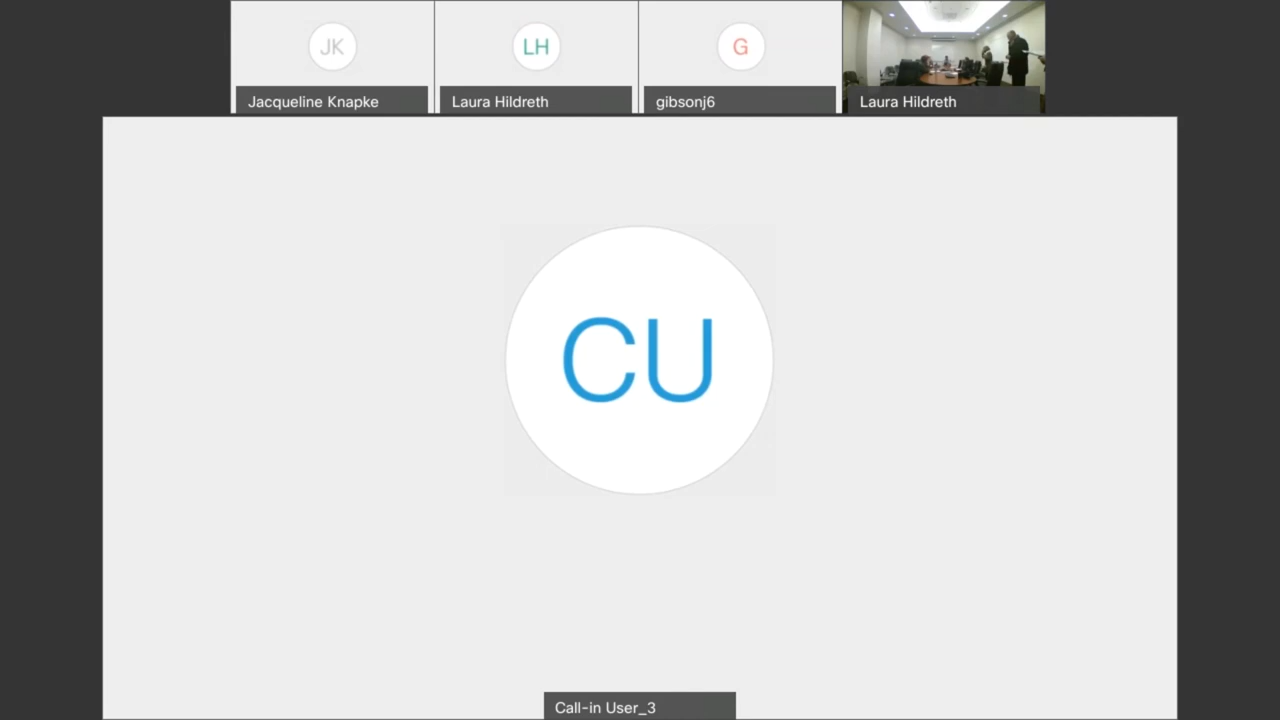 JK
LH
G
Jacqueline Knapke
Laura Hildreth
gibsonj6
Laura Hildreth
CU
Call-in User_3